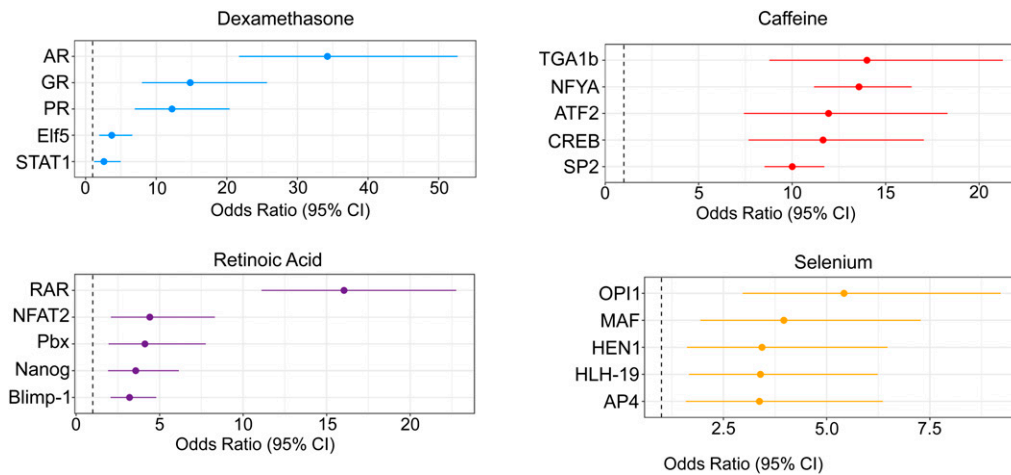 Dexamethasone
AR
GR
PR
Elf5
STAT1
0 10 20 30 40 50
Odds Ratio (95% CI)
Caffeine
TGA1b
NFYA
ATF2
CREB
SP2
5 10 15 20
Odds Ratio (95% CI)
Retinoic Acid
RAR
NFAT2
Pbx
Nanog
Blimp-1
0 5 10 15 20
Odds Ratio (95% CI)
Selenium
OPI1
MAF
HEN1
HLH-19
AP4
2.5 5.0 7.5
Odds Ratio (95% CI)